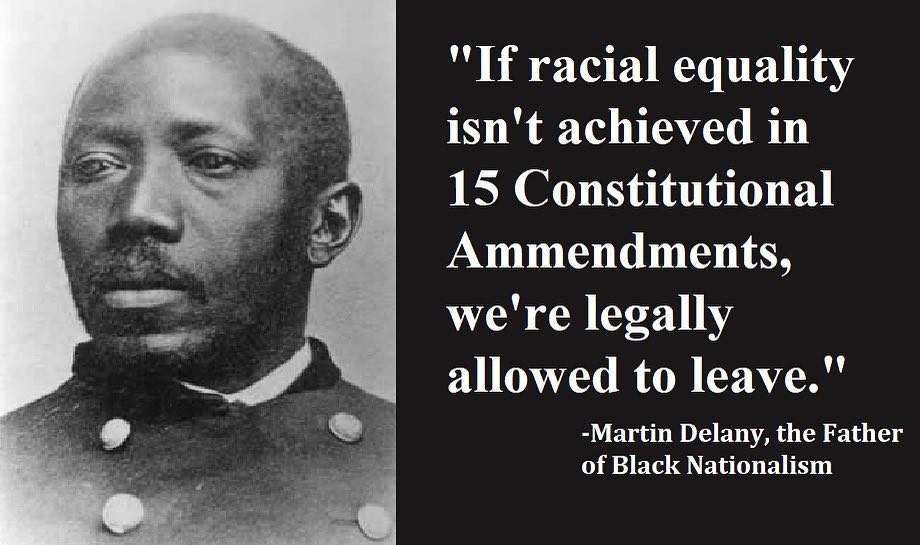 "If racial equality
isn't achieved in
15 Constitutional
Ammendments,
we're legally
allowed to leave."
-Martin Delany, the Father
of Black Nationalism